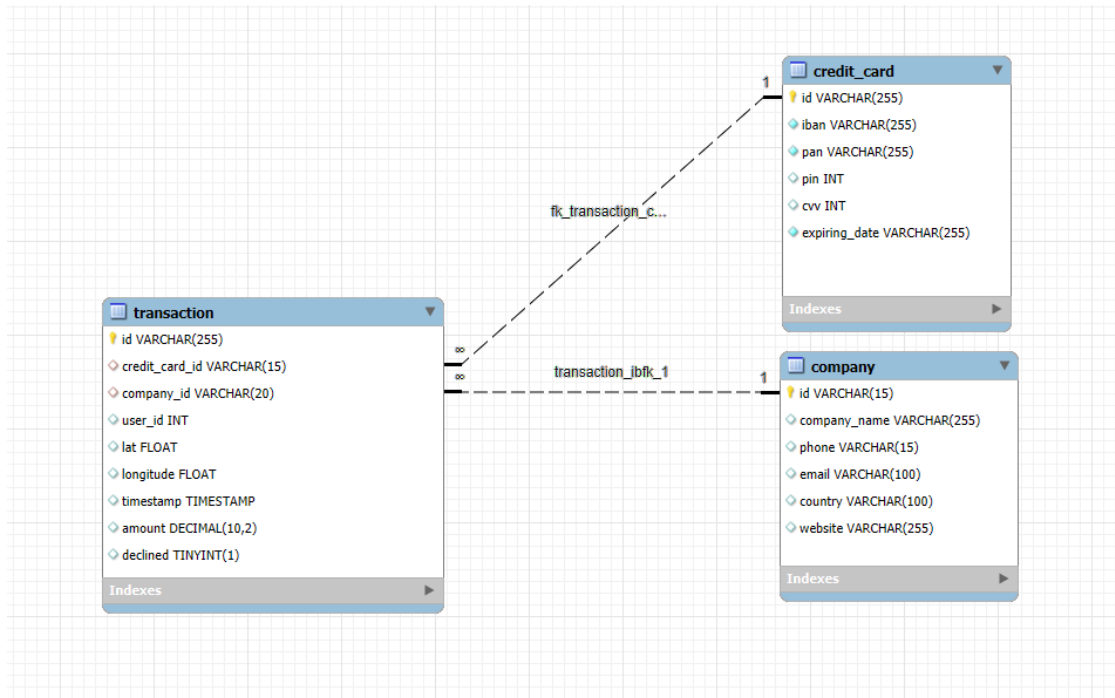 credit_card
id VARCHAR(255)
iban VARCHAR(255)
pan VARCHAR(255)
pin INT
cvv INT
expiring_date VARCHAR(255)
Indexes
1
fk_transaction_c...
transaction
id VARCHAR(255)
credit_card_id VARCHAR(15)
company_id VARCHAR(20)
user_id INT
lat FLOAT
longitude FLOAT
timestamp TIMESTAMP
amount DECIMAL(10,2)
declined TINYINT(1)
Indexes
∞
∞
transaction_ibfk_1
1
company
id VARCHAR(15)
company_name VARCHAR(255)
phone VARCHAR(15)
email VARCHAR(100)
country VARCHAR(100)
website VARCHAR(255)
Indexes